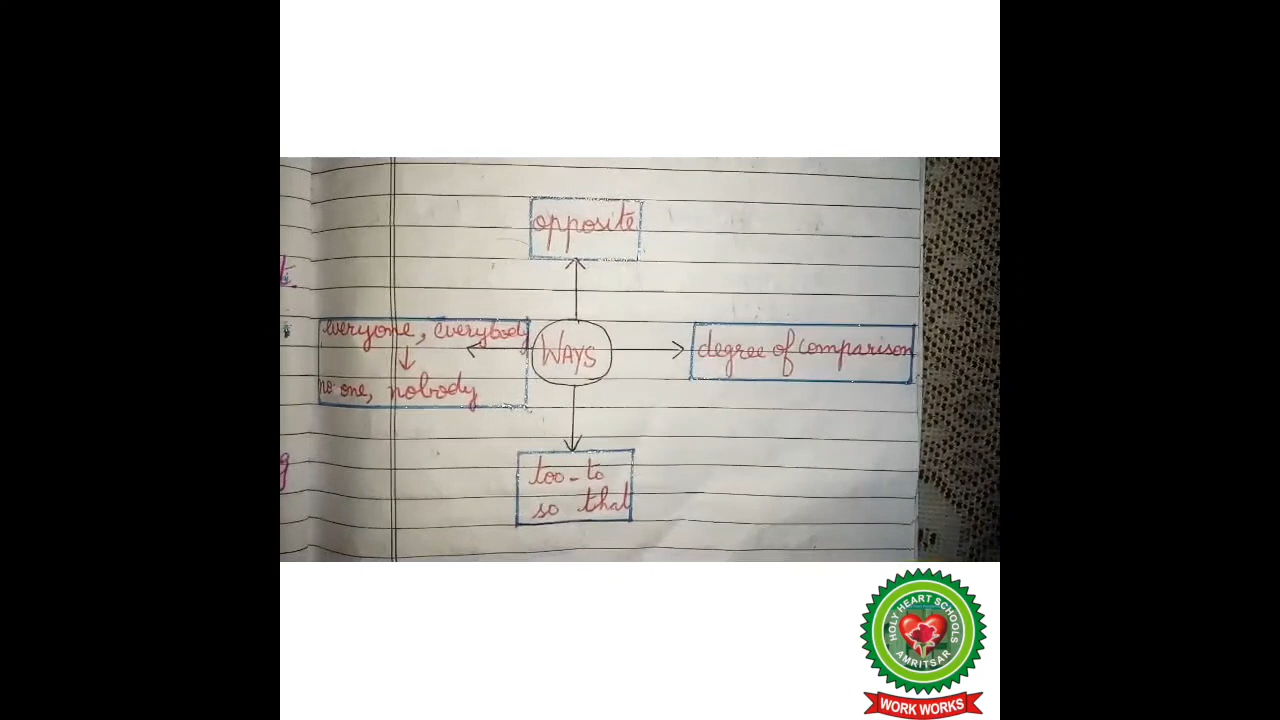 opposite
everyone, everybody
no one, nobody
WAYS
degree of comparison
too - to
so that
HOLY HEART SCHOOLS
AMRITSAR
WORK WORKS